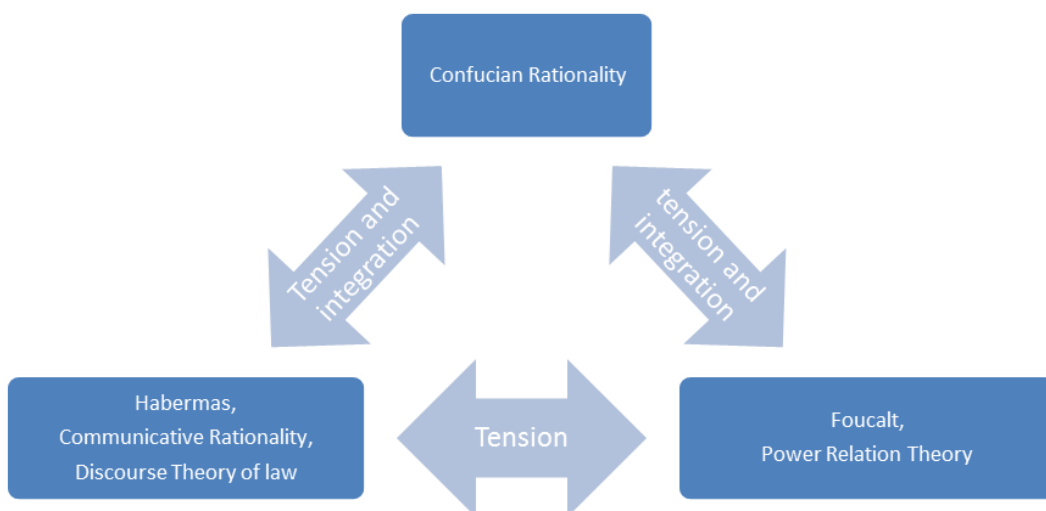 Confucian Rationality
Tension and
integration
tension and
integration
Habermas,
Communicative Rationality,
Discourse Theory of law
Tension
Foucalt,
Power Relation Theory